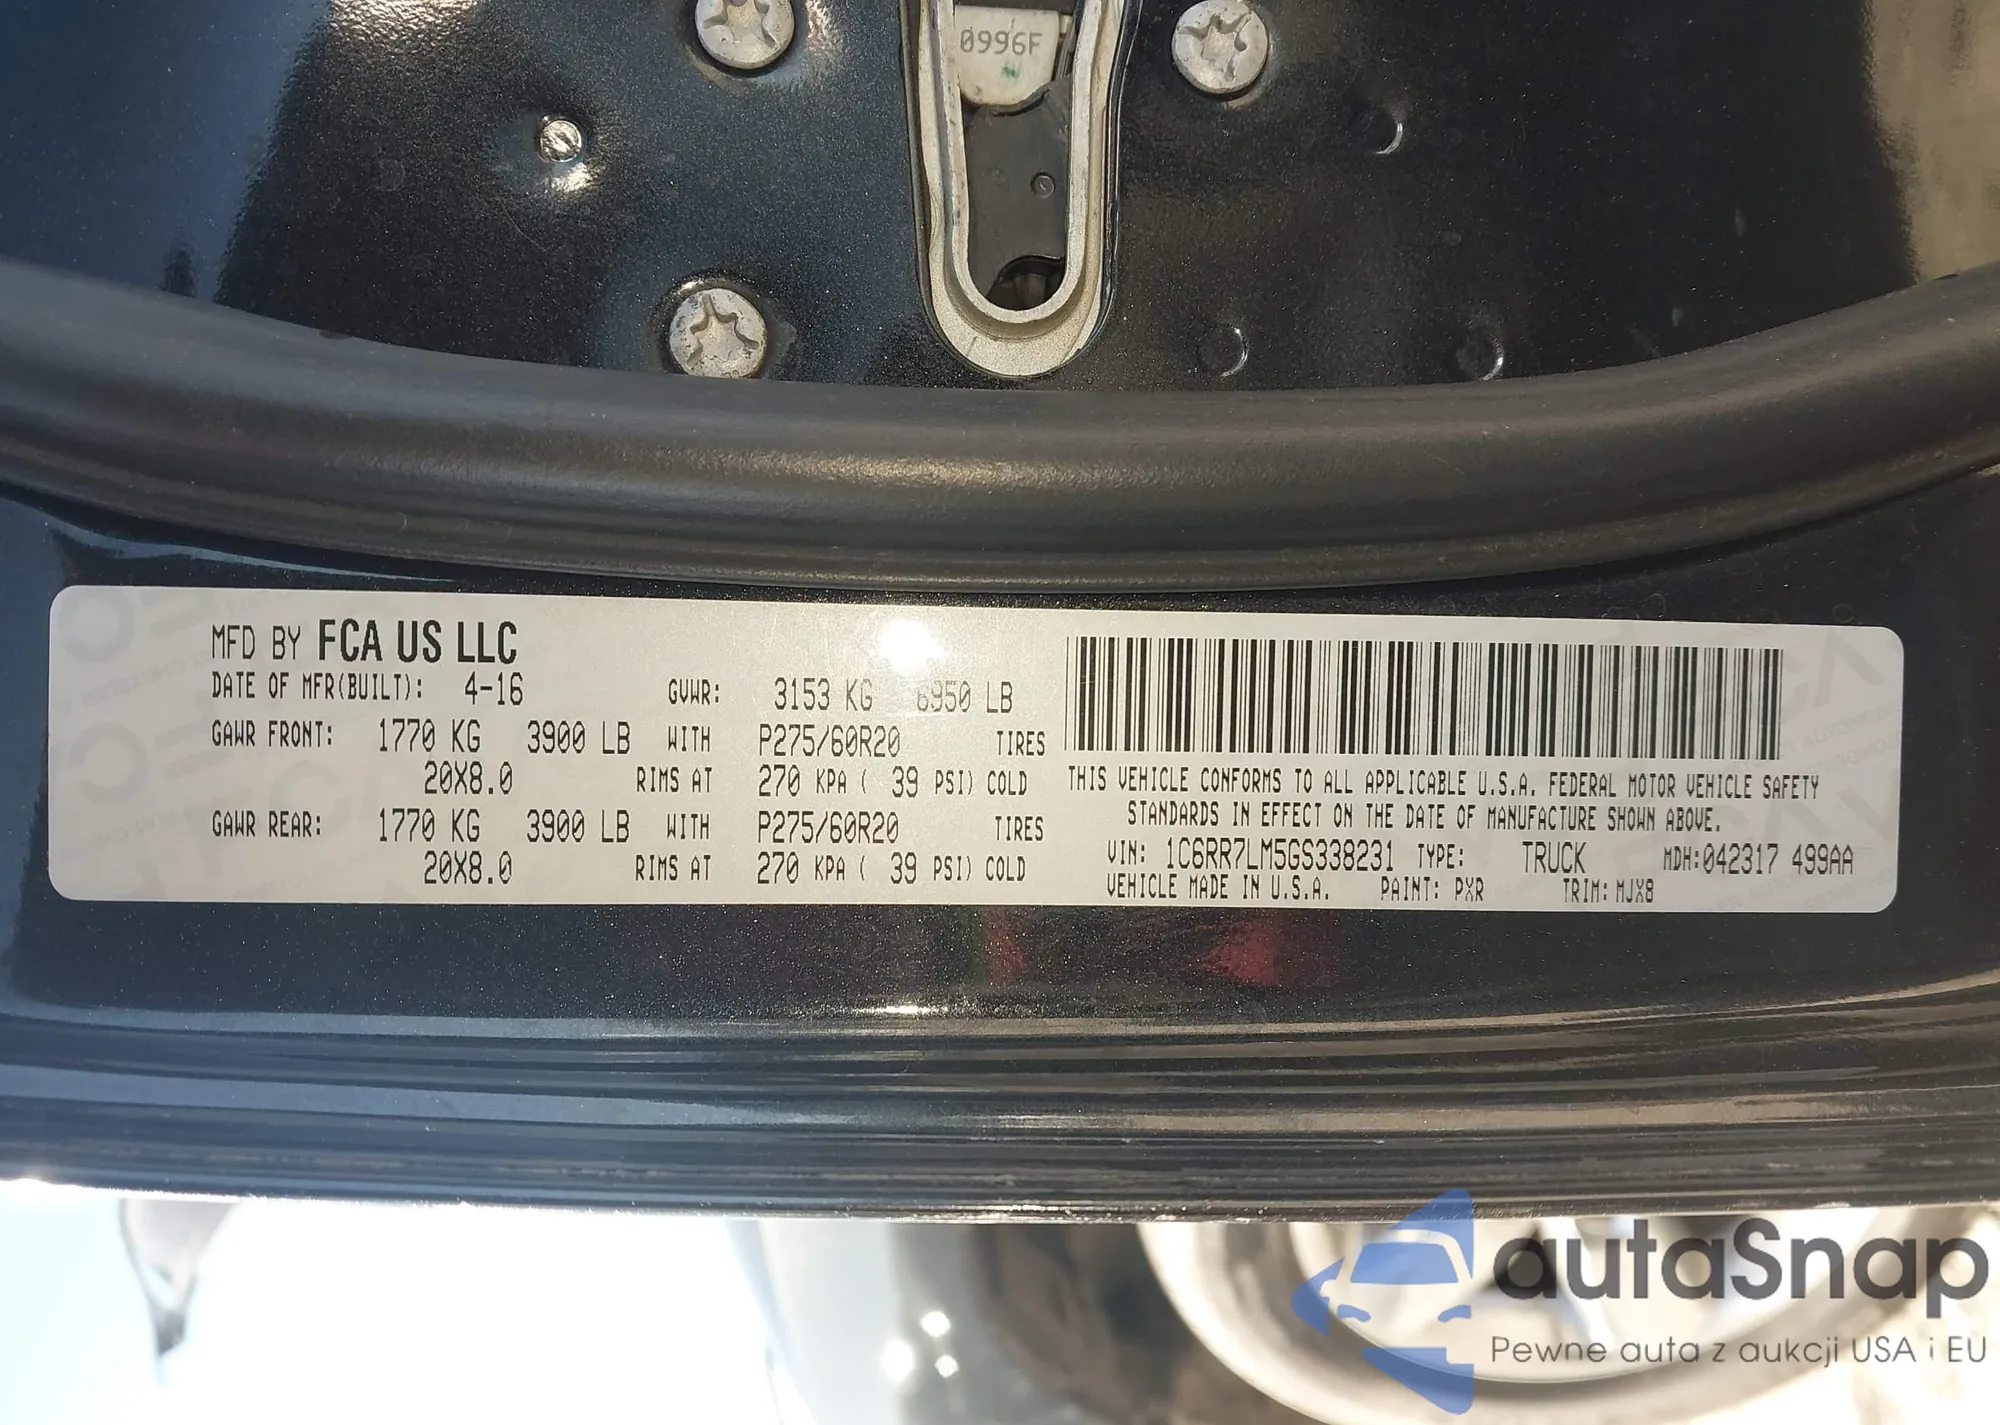 0996F
MFD BY FCA US LLC
DATE OF MFR(BUILT): 4-16 GVWR: 3153 KG 6950 LB
GAWR FRONT: 1770 KG 3900 LB WITH P275/60R20 TIRES
20X8.0 RIMS AT 270 KPA ( 39 PSI) COLD
GAWR REAR: 1770 KG 3900 LB WITH P275/60R20 TIRES
20X8.0 RIMS AT 270 KPA ( 39 PSI) COLD
THIS VEHICLE CONFORMS TO ALL APPLICABLE U.S.A. FEDERAL MOTOR VEHICLE SAFETY
STANDARDS IN EFFECT ON THE DATE OF MANUFACTURE SHOWN ABOVE.
VIN: 1C6RR7LM5GS338231 TYPE: TRUCK MDH:042317 499AA
VEHICLE MADE IN U.S.A. PAINT: PXR TRIM: MJX8
autaSnap
Pewne auta z aukcji USA i EU